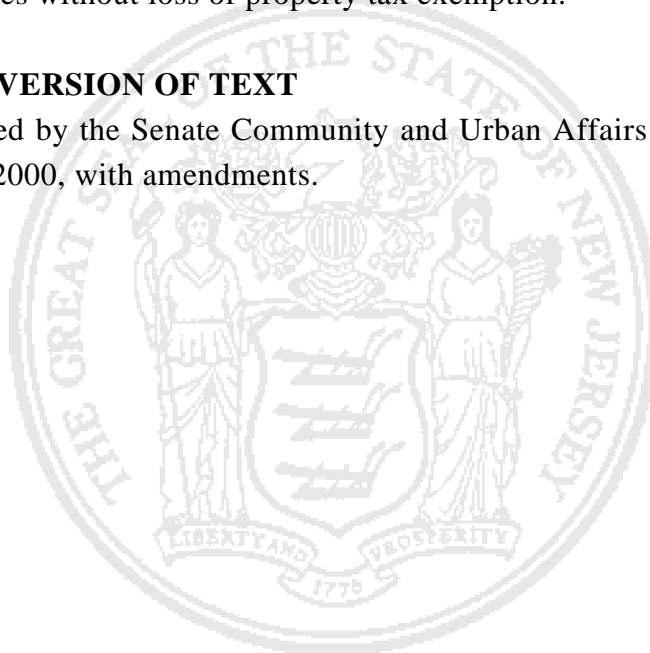 es without loss of property tax exemption.
VERSION OF TEXT
ed by the Senate Community and Urban Affairs
2000, with amendments.
THE GREAT SEAL OF THE STATE OF NEW JERSEY
LIBERTY AND PROSPERITY
1776